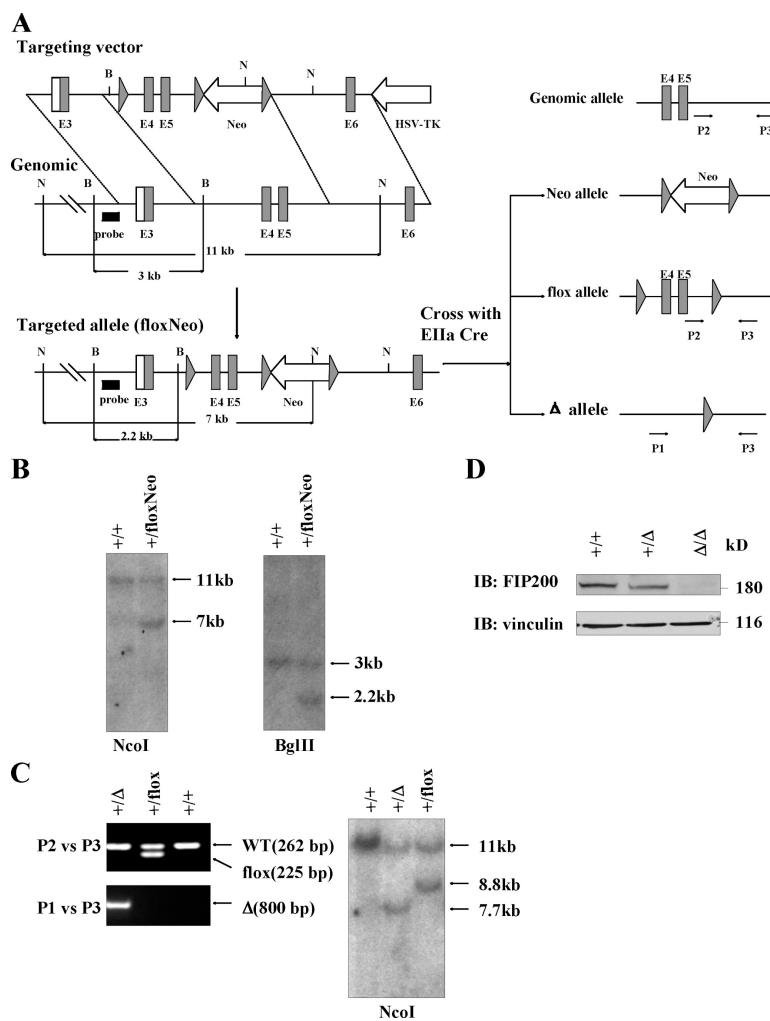 A
Targeting vector
B
N
N
E3
E4
E5
Neo
E6
HSV-TK
Genomic
N
B
B
N
probe
E3
E4
E5
E6
11 kb
3 kb
Targeted allele (floxNeo)
N
B
B
N
N
probe
E3
E4
E5
Neo
E6
7 kb
2.2 kb
Cross with
EIIa Cre
Genomic allele
E4
E5
P2
P3
Neo allele
Neo
flox allele
E4
E5
P2
P3
Δ allele
P1
P3
B
+/+
+/floxNeo
11kb
7kb
NcoI
+/+
+/floxNeo
3kb
2.2kb
BglII
D
+/+
+/Δ
Δ/Δ
kD
IB: FIP200
180
IB: vinculin
116
C
+/Δ
+/flox
+/+
P2 vs P3
WT(262 bp)
flox(225 bp)
P1 vs P3
Δ(800 bp)
+/+
+/Δ
+/flox
11kb
8.8kb
7.7kb
NcoI